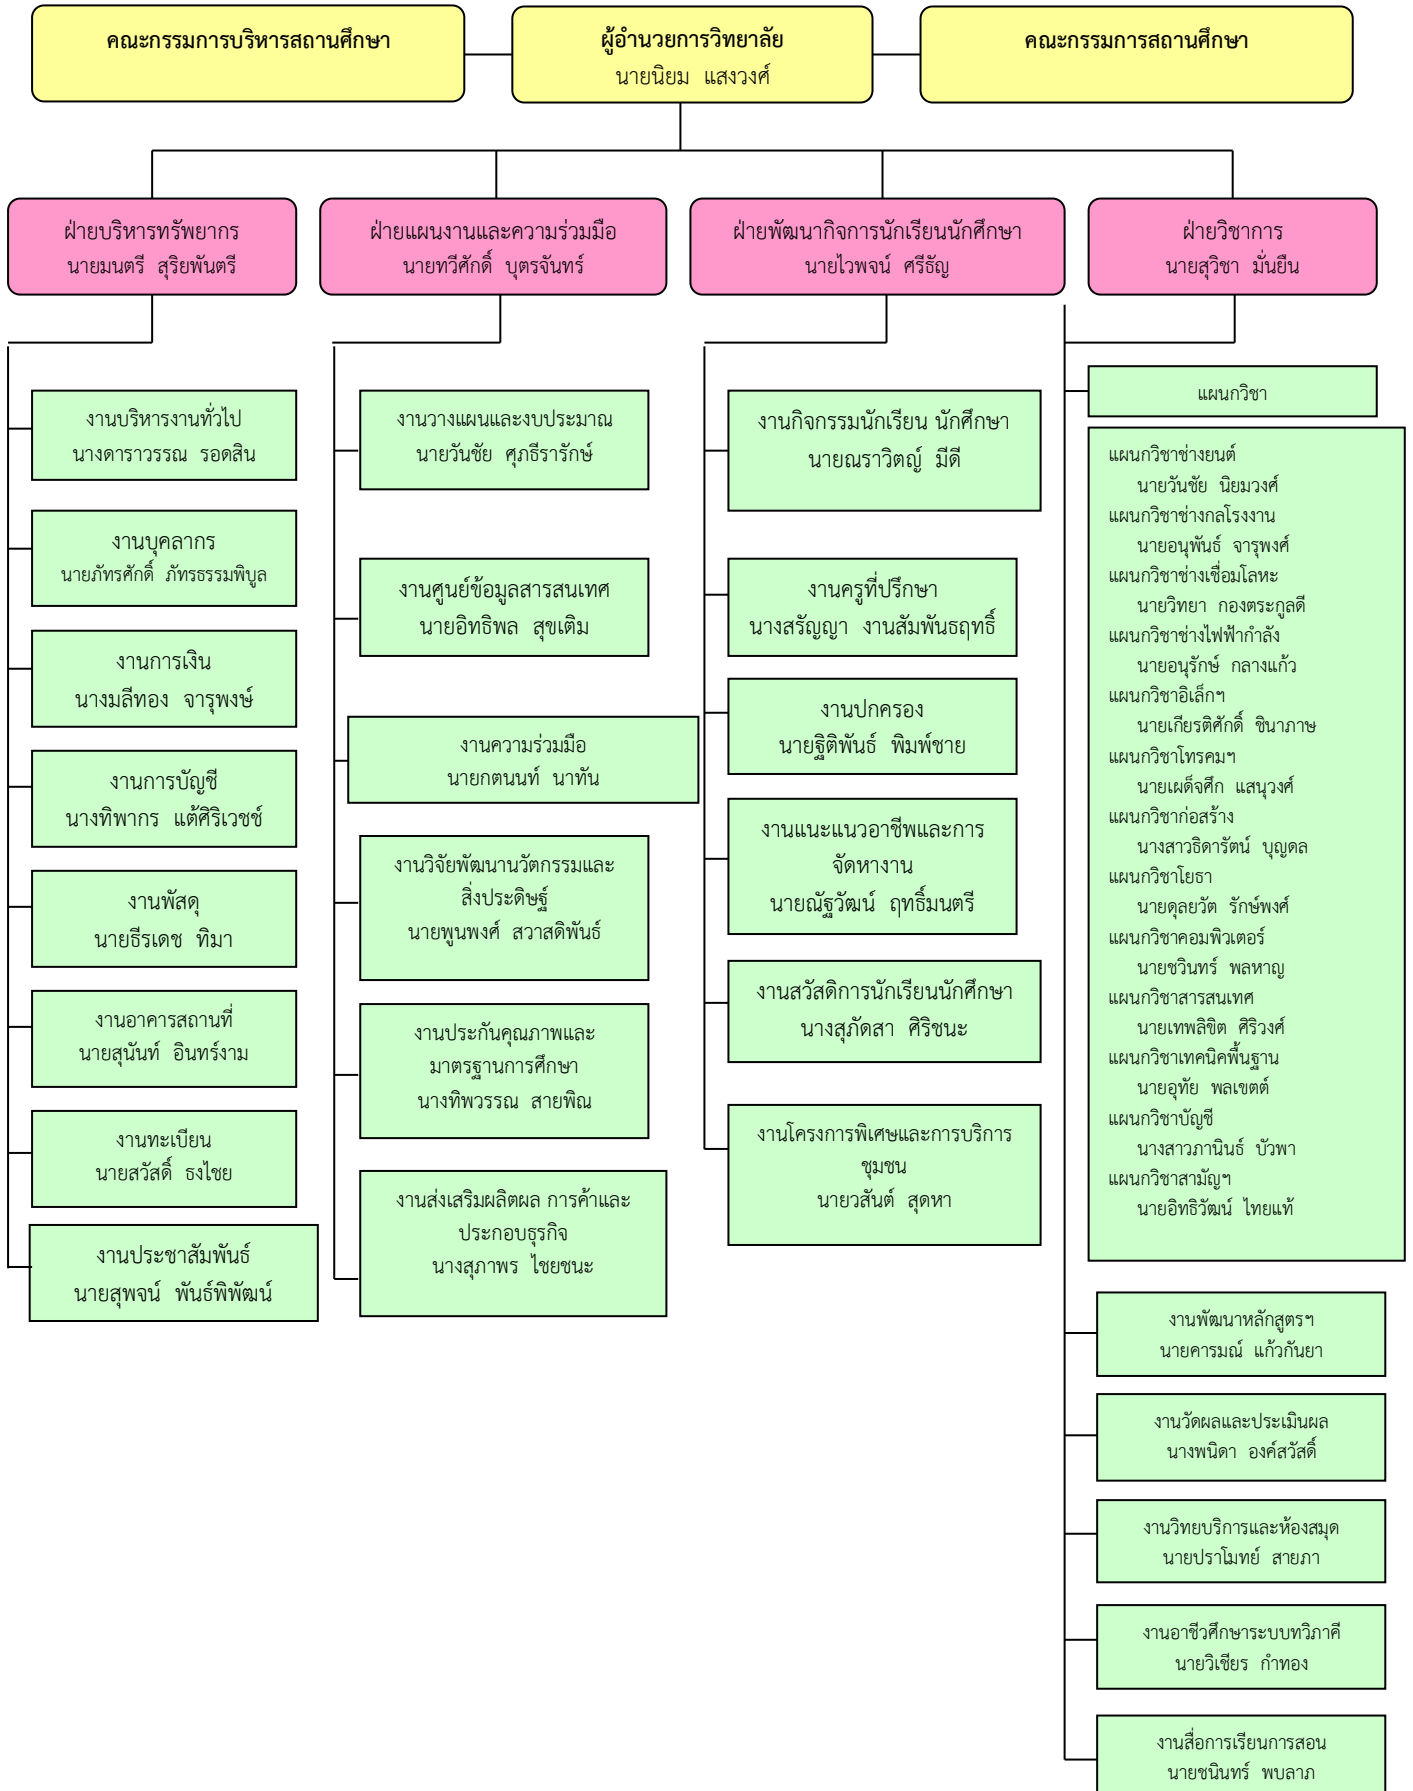 คณะกรรมการบริหารสถานศึกษา
ผู้อำนวยการวิทยาลัย
นายนิยม แสงวงศ์
คณะกรรมการสถานศึกษา
ฝ่ายบริหารทรัพยากร
นายมนตรี สุริยพันตรี
ฝ่ายแผนงานและความร่วมมือ
นายทวีศักดิ์ บุตรจันทร์
ฝ่ายพัฒนากิจการนักเรียนนักศึกษา
นายไวพจน์ ศรีธัญ
ฝ่ายวิชาการ
นายสุวิชา มั่นยืน
งานบริหารงานทั่วไป
นางดาราวรรณ รอดสิน
งานบุคลากร
นายภัทรศักดิ์ ภัทรธรรมพิบูล
งานการเงิน
นางมลีทอง จารุพงษ์
งานการบัญชี
นางทิพากร แต้ศิริเวชช์
งานพัสดุ
นายธีรเดช ทิมา
งานอาคารสถานที่
นายสุนันท์ อินทร์งาม
งานทะเบียน
นายสวัสดิ์ ธงไชย
งานประชาสัมพันธ์
นายสุพจน์ พันธ์พิพัฒน์
งานวางแผนและงบประมาณ
นายวันชัย ศุภธีรารักษ์
งานศูนย์ข้อมูลสารสนเทศ
นายอิทธิพล สุขเติม
งานความร่วมมือ
นายกตนนท์ นาทัน
งานวิจัยพัฒนานวัตกรรมและ
สิ่งประดิษฐ์
นายพูนพงศ์ สวาสดิพันธ์
งานประกันคุณภาพและ
มาตรฐานการศึกษา
นางทิพวรรณ สายพิณ
งานส่งเสริมผลิตผล การค้าและ
ประกอบธุรกิจ
นางสุภาพร ไชยชนะ
งานกิจกรรมนักเรียน นักศึกษา
นายณราวิตญ์ มีดี
งานครูที่ปรึกษา
นางสรัญญา งานสัมพันธฤทธิ์
งานปกครอง
นายฐิติพันธ์ พิมพ์ชาย
งานแนะแนวอาชีพและการ
จัดหางาน
นายณัฐวัฒน์ ฤทธิ์มนตรี
งานสวัสดิการนักเรียนนักศึกษา
นางสุภัดสา ศิริชนะ
งานโครงการพิเศษและการบริการ
ชุมชน
นายวสันต์ สุดหา
แผนกวิชา
แผนกวิชาช่างยนต์
นายวันชัย นิยมวงศ์
แผนกวิชาช่างกลโรงงาน
นายอนุพันธ์ จารุพงศ์
แผนกวิชาช่างเชื่อมโลหะ
นายวิทยา กองตระกูลดี
แผนกวิชาช่างไฟฟ้ากำลัง
นายอนุรักษ์ กลางแก้ว
แผนกวิชาอิเล็กฯ
นายเกียรติศักดิ์ ชินาภาษ
แผนกวิชาโทรคมฯ
นายเผด็จศึก แสนุวงศ์
แผนกวิชาก่อสร้าง
นางสาวธิดารัตน์ บุญดล
แผนกวิชาโยธา
นายดุลยวัต รักษ์พงศ์
แผนกวิชาคอมพิวเตอร์
นายชวินทร์ พลหาญ
แผนกวิชาสารสนเทศ
นายเทพลิขิต ศิริวงศ์
แผนกวิชาเทคนิคพื้นฐาน
นายอุทัย พลเขตต์
แผนกวิชาบัญชี
นางสาวภานินธ์ บัวพา
แผนกวิชาสามัญฯ
นายอิทธิวัฒน์ ไทยแท้
งานพัฒนาหลักสูตรฯ
นายคารมณ์ แก้วกันยา
งานวัดผลและประเมินผล
นางพนิดา องค์สวัสดิ์
งานวิทยบริการและห้องสมุด
นายปราโมทย์ สายภา
งานอาชีวศึกษาระบบทวิภาคี
นายวิเชียร กำทอง
งานสื่อการเรียนการสอน
นายชนินทร์ พบลาภ